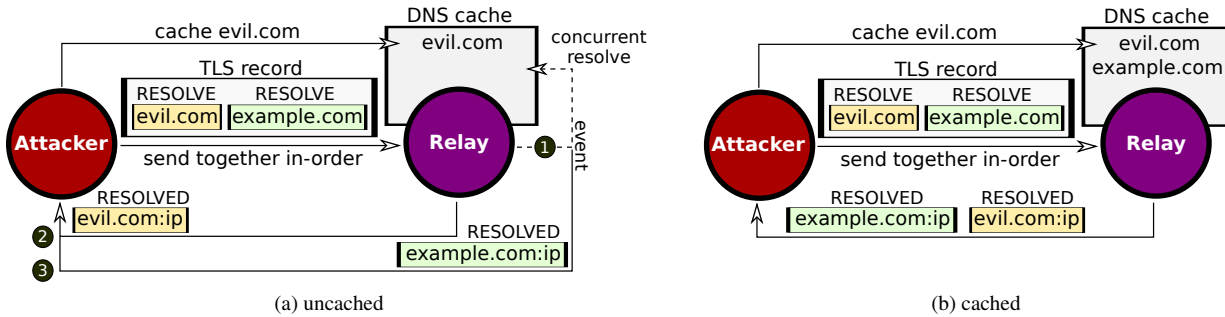 DNS cache
cache evil.com
evil.com
concurrent
resolve
TLS record
RESOLVE
RESOLVE
evil.com
example.com
Attacker
Relay
send together in-order
1
event
RESOLVED
evil.com:ip
2
RESOLVED
example.com:ip
3
(a) uncached
DNS cache
cache evil.com
evil.com
example.com
TLS record
RESOLVE
RESOLVE
evil.com
example.com
Attacker
Relay
send together in-order
RESOLVED
RESOLVED
example.com:ip
evil.com:ip
(b) cached